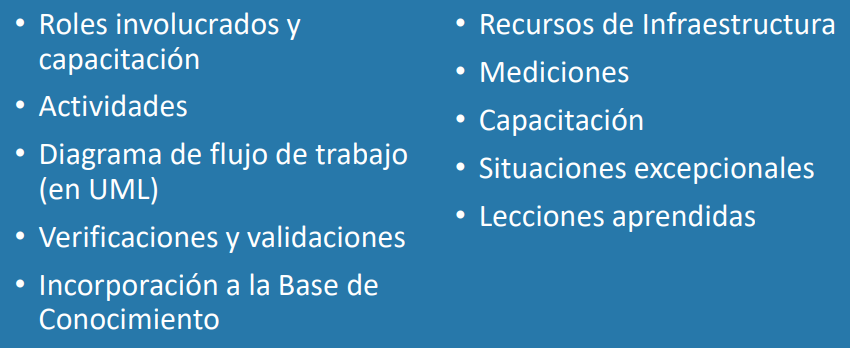 • Roles involucrados y
capacitación
• Actividades
• Diagrama de flujo de trabajo
(en UML)
• Verificaciones y validaciones
• Incorporación a la Base de
Conocimiento
• Recursos de Infraestructura
• Mediciones
• Capacitación
• Situaciones excepcionales
• Lecciones aprendidas